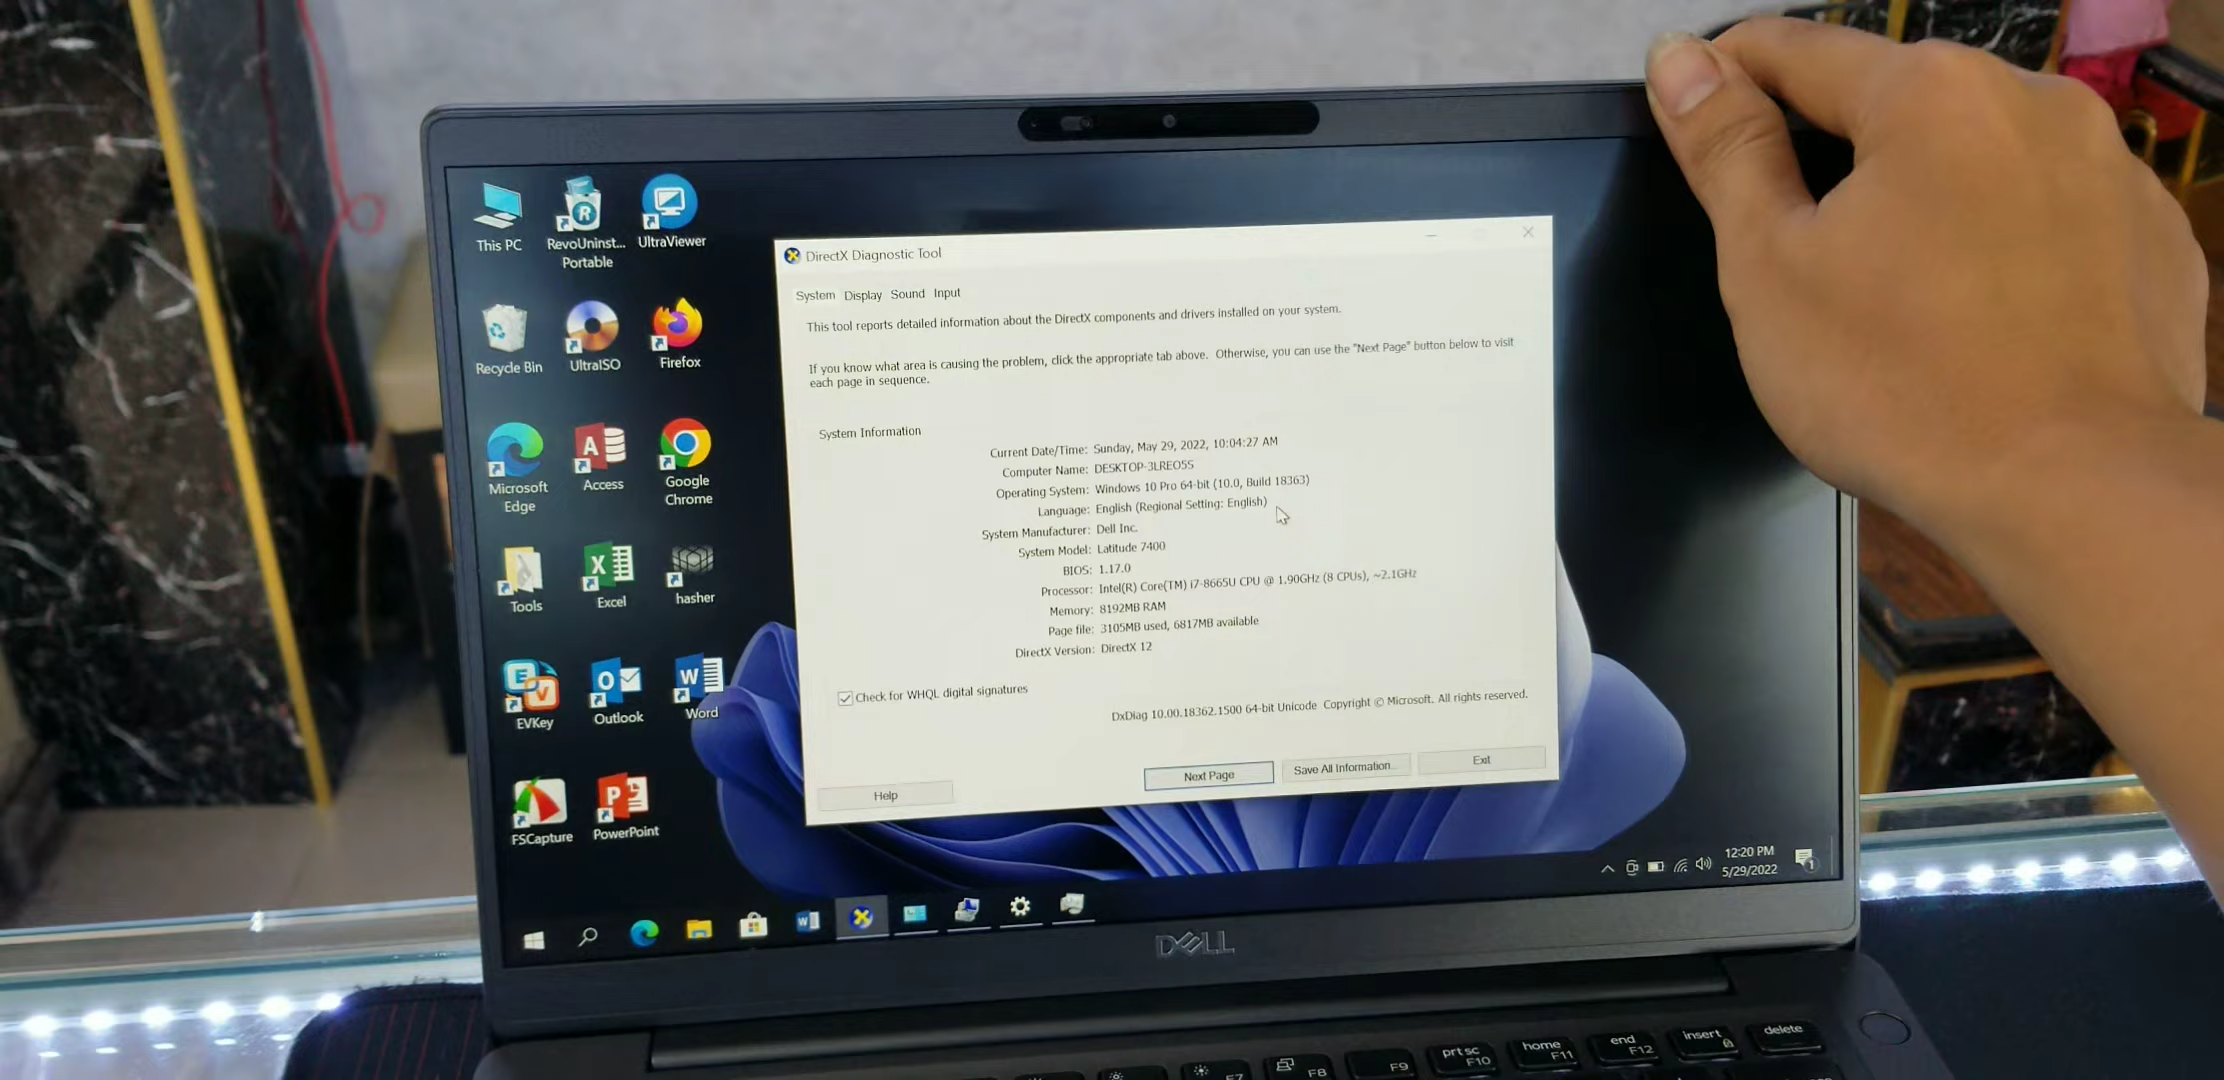 This PC
RevoUninst...
Portable
UltraViewer
Recycle Bin
UltraISO
Firefox
Microsoft
Edge
Access
Google
Chrome
Tools
Excel
hasher
EVKey
Outlook
Word
FSCapture
PowerPoint
DirectX Diagnostic Tool
System Display Sound Input
This tool reports detailed information about the DirectX components and drivers installed on your system.
If you know what area is causing the problem, click the appropriate tab above. Otherwise, you can use the "Next Page" button below to visit
each page in sequence.
System Information
Current Date/Time: Sunday, May 29, 2022, 10:04:27 AM
Computer Name: DESKTOP-3LREO5S
Operating System: Windows 10 Pro 64-bit (10.0, Build 18363)
Language: English (Regional Setting: English)
System Manufacturer: Dell Inc.
System Model: Latitude 7400
BIOS: 1.17.0
Processor: Intel(R) Core(TM) i7-8665U CPU @ 1.90GHz (8 CPUs), ~2.1GHz
Memory: 8192MB RAM
Page file: 3105MB used, 6817MB available
DirectX Version: DirectX 12
Check for WHQL digital signatures
DxDiag 10.00.18362.1500 64-bit Unicode Copyright © Microsoft. All rights reserved.
Help
Next Page
Save All Information...
Exit
12:20 PM
5/29/2022
1
DELL
F7
F8
F9
prt sc
F10
home
F11
end
F12
insert
delete